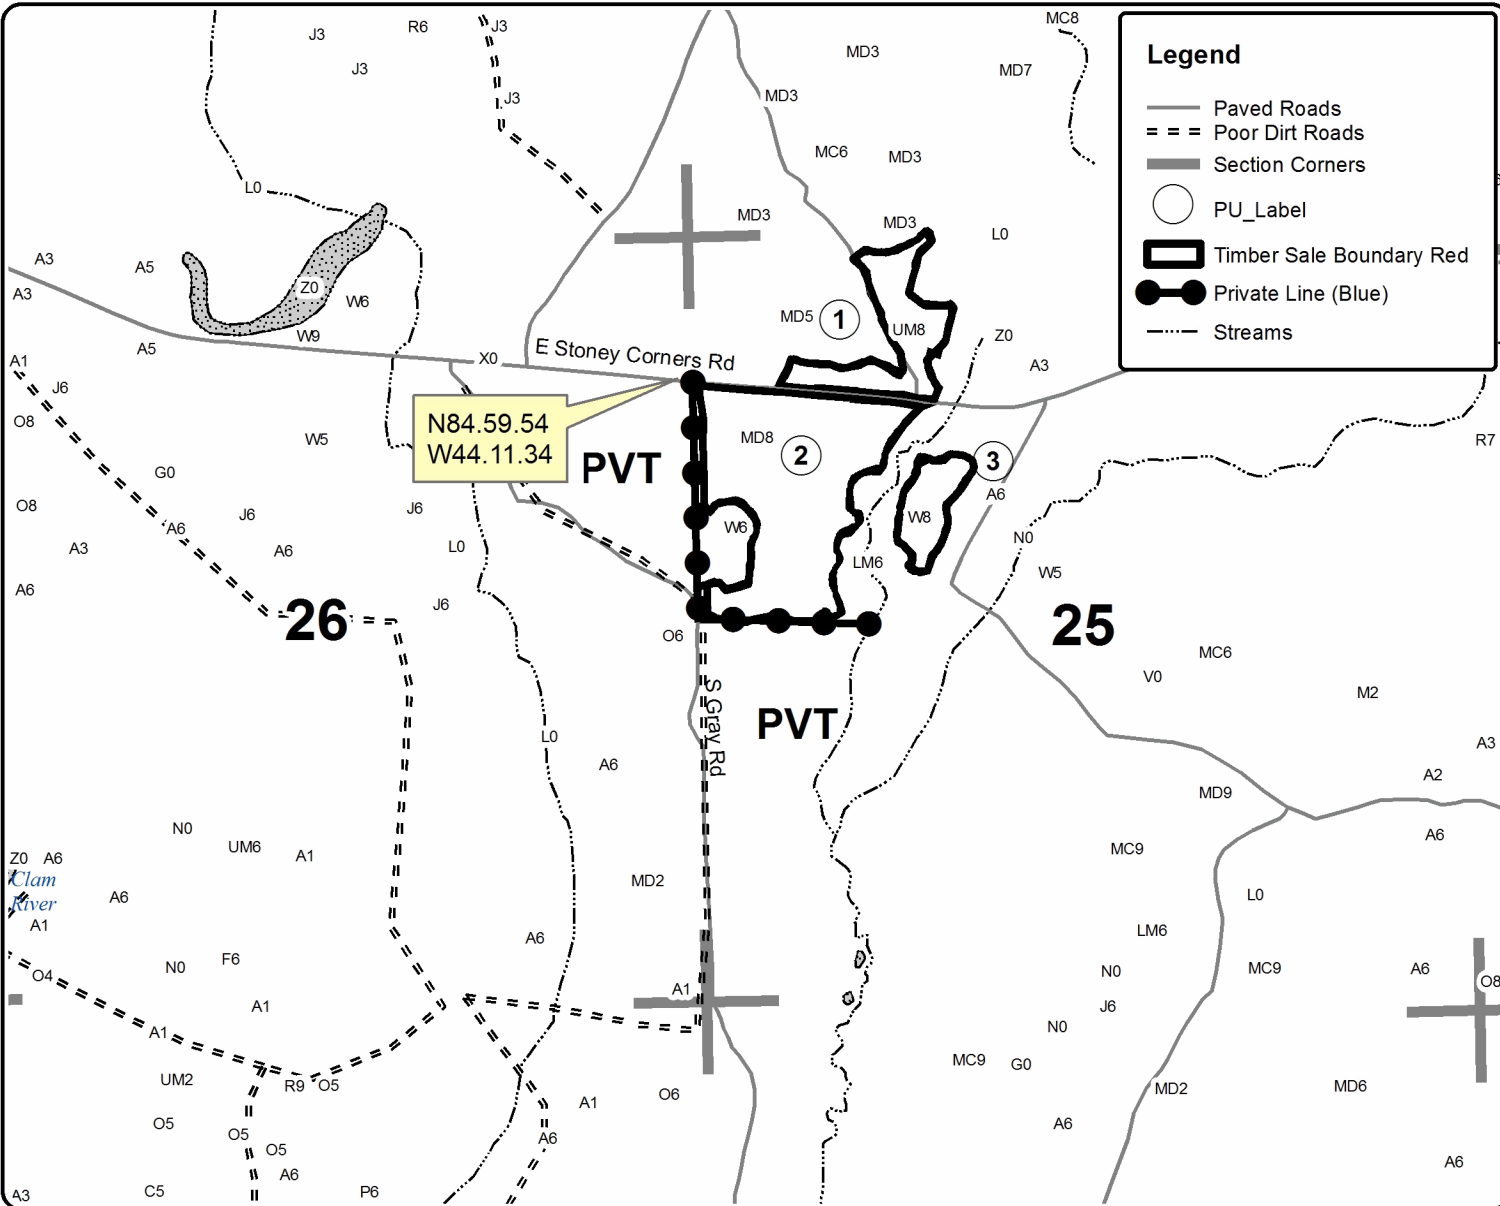 J3
R6
J3
MC8
J3
MD3
MD7
J3
MD3
MC6
MD3
L0
MD3
MD3
L0
A3
A5
A3
Z0
W6
MD5
1
UM8
W9
Z0
A5
X0
E Stoney Corners Rd
A1
A3
J6
Legend
Paved Roads
Poor Dirt Roads
Section Corners
PU_Label
Timber Sale Boundary Red
Private Line (Blue)
Streams
N84.59.54
W44.11.34
O8
W5
MD8
2
PVT
3
R7
G0
A6
O8
J6
J6
A6
W6
W8
N0
A3
A6
L0
LM6
W5
A6
J6
26
25
O6
MC6
V0
M2
S Gray Rd
PVT
L0
A3
A6
A2
MD9
N0
A6
UM6
A1
MC9
Z0
A6
Clam
River
MD2
A6
L0
A1
LM6
A6
N0
F6
O4
N0
MC9
A6
O8
A1
A1
J6
A1
N0
MC9
G0
UM2
R9
O5
O6
MD2
MD6
A1
O5
A6
O5
A6
O5
A6
A6
A3
C5
P6